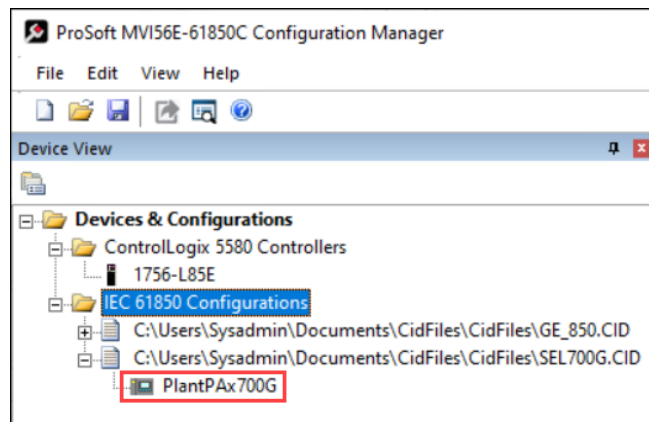 ProSoft MVI56E-61850C Configuration Manager
File Edit View Help
Device View
Devices & Configurations
ControlLogix 5580 Controllers
1756-L85E
IEC 61850 Configurations
C:\Users\Sysadmin\Documents\CidFiles\CidFiles\GE_850.CID
C:\Users\Sysadmin\Documents\CidFiles\CidFiles\SEL700G.CID
PlantPAx700G